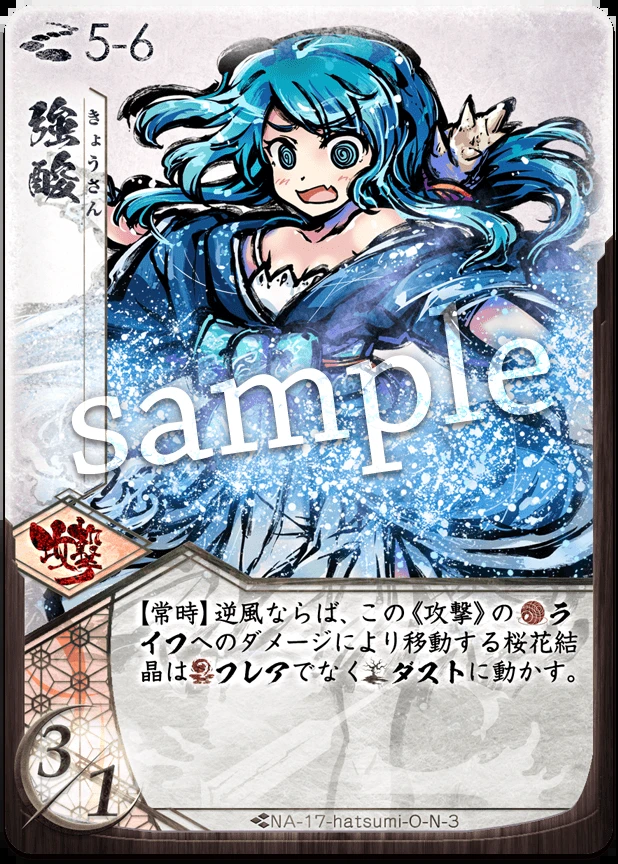 5-6
強酸
きょうさん
sample
攻撃
【常時】逆風ならば、この《攻撃》のラ
イフへのダメージにより移動する桜花結
晶はフレアでなくダストに動かす。
3/1
NA-17-hatsumi-O-N-3